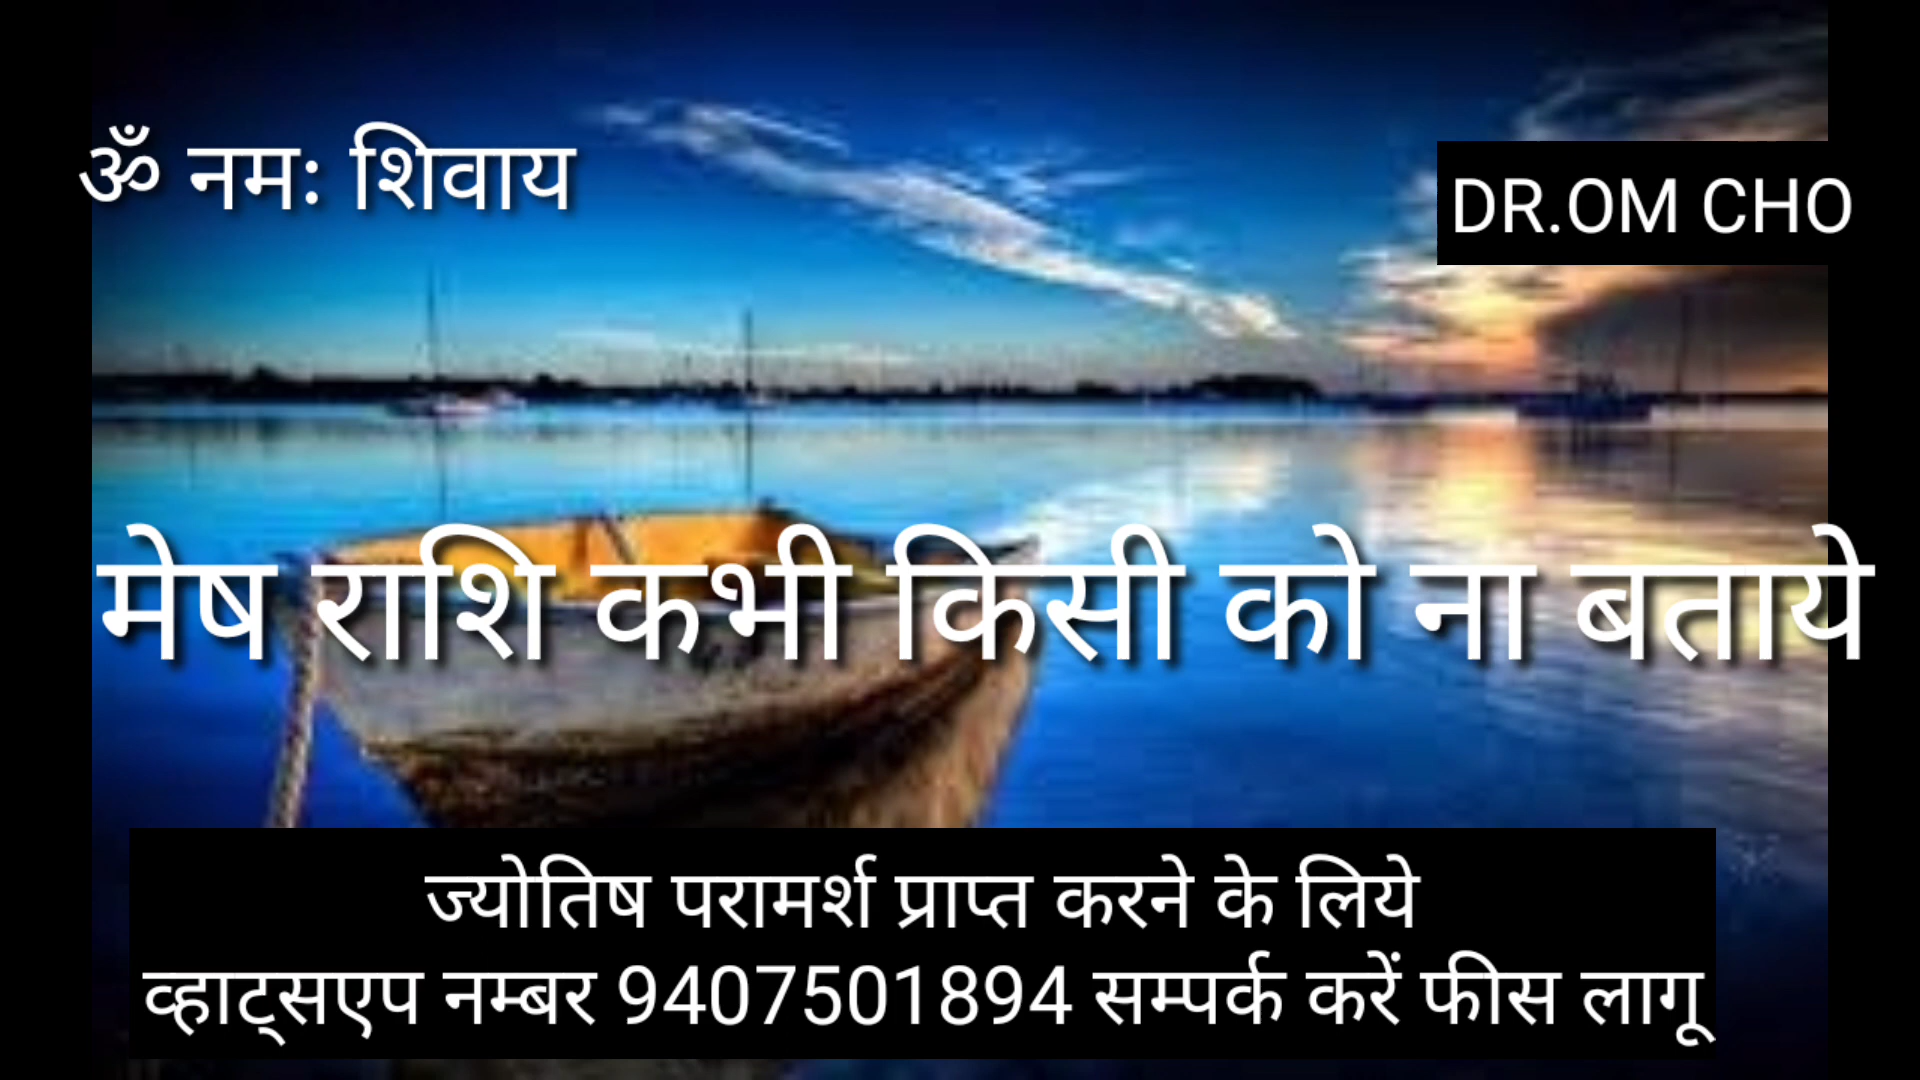 ॐ नमः शिवाय
DR.OM CHO
मेष राशि कभी किसी को ना बताये
ज्योतिष परामर्श प्राप्त करने के लिये
व्हाट्सएप नम्बर 9407501894 सम्पर्क करें फीस लागू